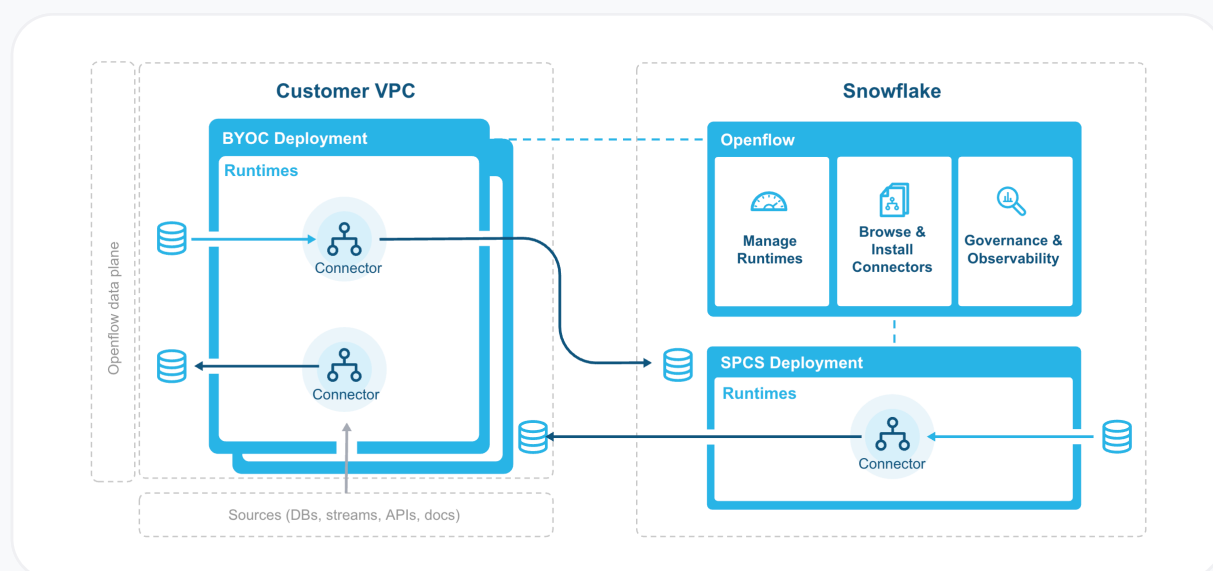 Openflow data plane
Customer VPC
BYOC Deployment
Runtimes
Connector
Connector
Sources (DBs, streams, APIs, docs)
Snowflake
Openflow
Manage
Runtimes
Browse &
Install
Connectors
Governance &
Observability
SPCS Deployment
Runtimes
Connector